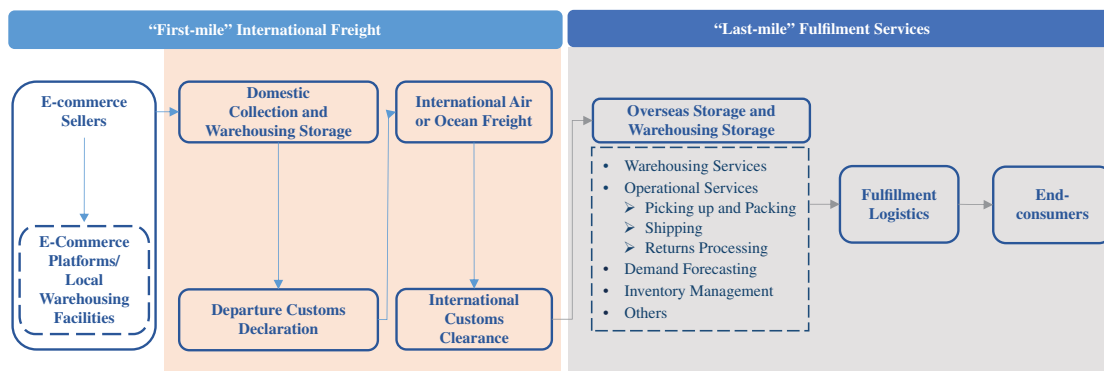 “First-mile” International Freight
“Last-mile” Fulfilment Services
E-commerce
Sellers
E-Commerce
Platforms/
Local
Warehousing
Facilities
Domestic
Collection and
Warehousing Storage
Departure Customs
Declaration
International Air
or Ocean Freight
International
Customs
Clearance
Overseas Storage and
Warehousing Storage
• Warehousing Services
• Operational Services
➢ Picking up and Packing
➢ Shipping
➢ Returns Processing
• Demand Forecasting
• Inventory Management
• Others
Fulfillment
Logistics
End-
consumers